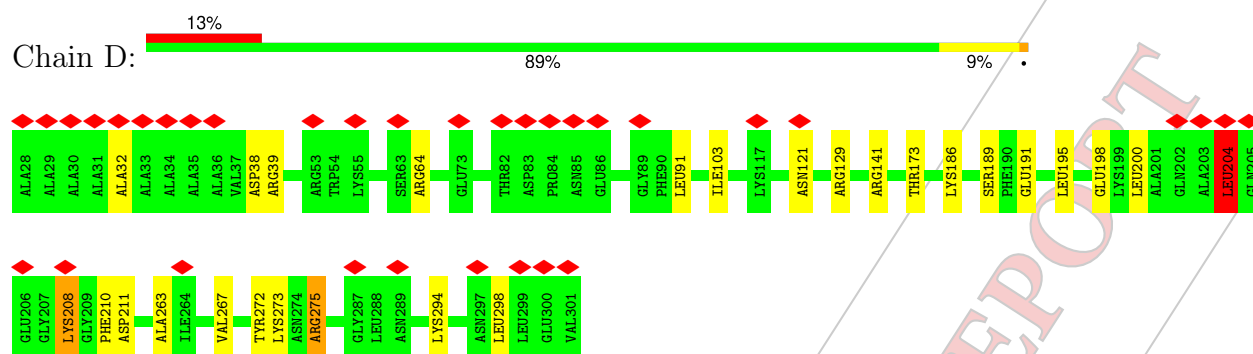 13%
Chain D:
89% 9% •
ALA28 ALA29 ALA30 ALA31 ALA32 ALA33 ALA34 ALA35 ALA36 VAL37 ASP38 ARG39 ARG53 TRP54 LYS55 SER63 ARG64 GLU73 THR82 ASP83 PRO84 ASN85 GLU86 GLY89 PHE90 LEU91 ILE103 LYS117 ASN121 ARG129 ARG141 THR173 LYS186 SER189 PHE190 GLU191 LEU195 GLU198 LYS199 LEU200 ALA201 GLN202 ALA203 LEU204 GLN205
GLU206 GLY207 LYS208 GLY209 PHE210 ASP211 ALA263 ILE264 VAL267 TYR272 LYS273 ASN274 ARG275 GLY287 LEU288 ASN289 LYS294 ASN297 LEU298 LEU299 GLU300 VAL301
EPORT